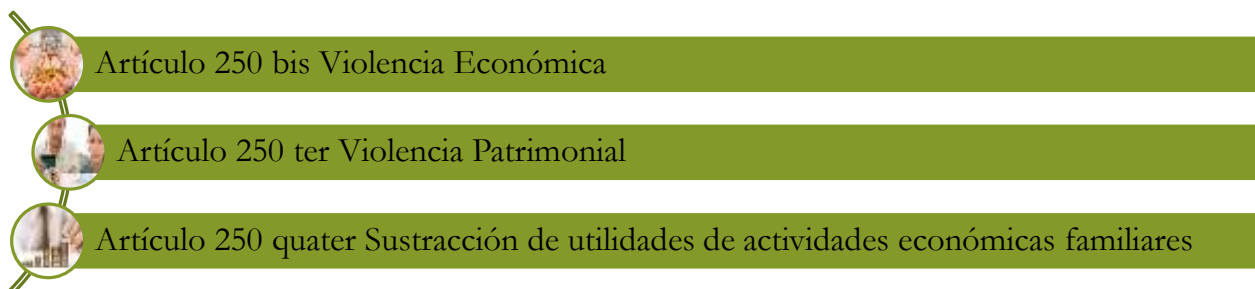 Artículo 250 bis Violencia Económica
Artículo 250 ter Violencia Patrimonial
Artículo 250 quater Sustracción de utilidades de actividades económicas familiares